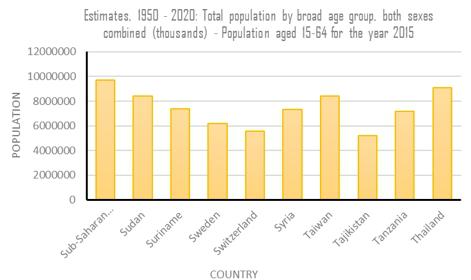 Estimates, 1950 - 2020: Total population by broad age group, both sexes
combined (thousands) - Population aged 15-64 for the year 2015
12000000
10000000
8000000
6000000
4000000
2000000
0
POPULATION
Sub-Saharan...
Sudan
Suriname
Sweden
Switzerland
Syria
Taiwan
Tajikistan
Tanzania
Thailand
COUNTRY